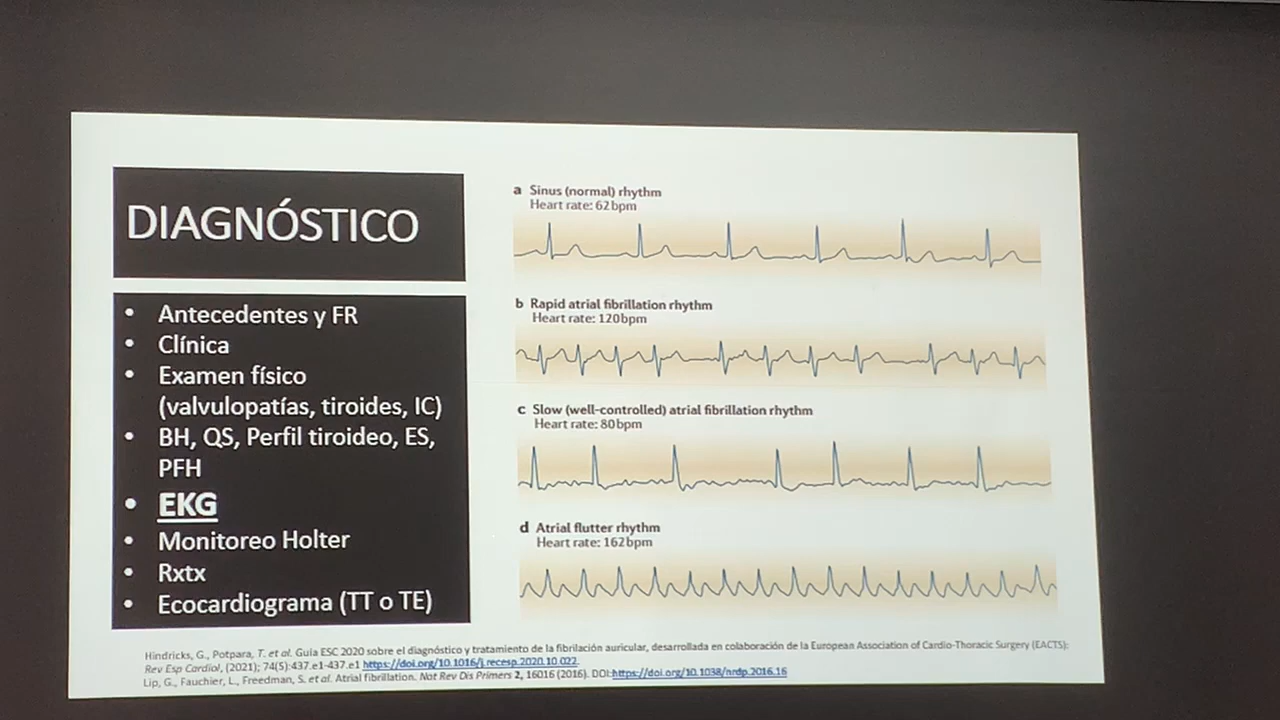 DIAGNÓSTICO
• Antecedentes y FR
• Clínica
• Examen físico
(valvulopatías, tiroides, IC)
• BH, QS, Perfil tiroideo, ES,
PFH
• EKG
• Monitoreo Holter
• Rxtx
• Ecocardiograma (TT o TE)
a Sinus (normal) rhythm
Heart rate: 62bpm
b Rapid atrial fibrillation rhythm
Heart rate: 120bpm
c Slow (well-controlled) atrial fibrillation rhythm
Heart rate: 80bpm
d Atrial flutter rhythm
Heart rate: 162bpm
Hindricks, G., Potpara, T. et al. Guía ESC 2020 sobre el diagnóstico y tratamiento de la fibrilación auricular, desarrollada en colaboración de la European Association of Cardio-Thoracic Surgery (EACTS):
Rev Esp Cardiol, (2021); 74(5):437.e1-437.e1 https://doi.org/10.1016/j.recesp.2020.10.022.
Lip, G., Fauchier, L., Freedman, S. et al. Atrial fibrillation. Nat Rev Dis Primers 2, 16016 (2016). DOI:https://doi.org/10.1038/nrdp.2016.16